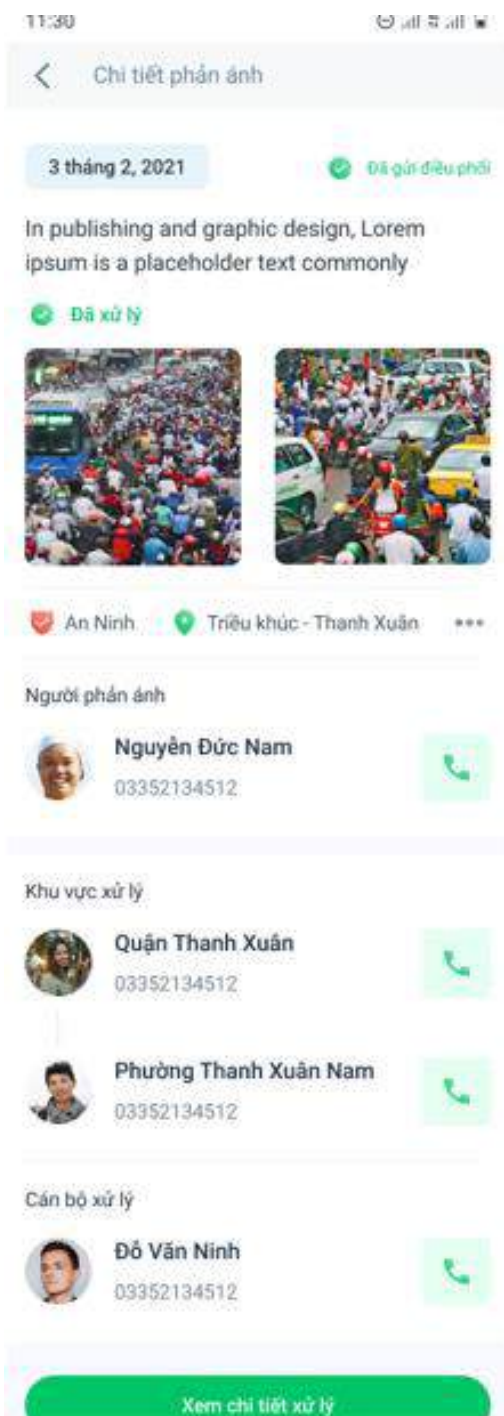 11:30
Chi tiết phản ánh
3 tháng 2, 2021
Đã gửi điều phối
In publishing and graphic design, Lorem
ipsum is a placeholder text commonly
Đã xử lý
An Ninh
Triều khúc - Thanh Xuân
Người phản ánh
Nguyễn Đức Nam
03352134512
Khu vực xử lý
Quận Thanh Xuân
03352134512
Phường Thanh Xuân Nam
03352134512
Cán bộ xử lý
Đỗ Văn Ninh
03352134512
Xem chi tiết xử lý